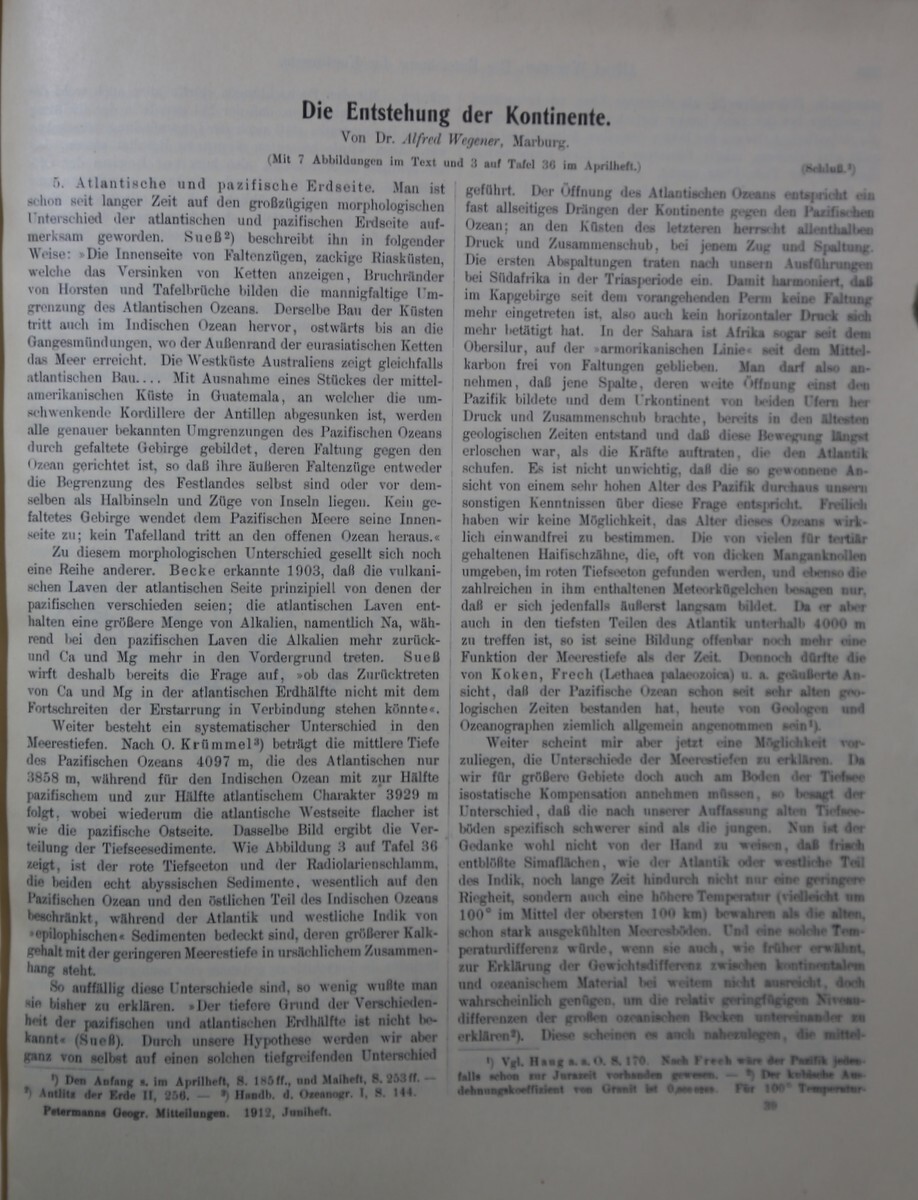 Die Entstehung der Kontinente.
Von Dr. Alfred Wegener, Marburg.
(Mit 7 Abbildungen im Text und 3 auf Tafel 36 im Aprilheft.)
(Schluß.¹)
5. Atlantische und pazifische Erdseite. Man ist
schon seit langer Zeit auf den großzügigen morphologischen
Unterschied der atlantischen und pazifischen Erdseite auf-
merksam geworden. Sueß²) beschreibt ihn in folgender
Weise: »Die Innenseite von Faltenzügen, zackige Riasküsten,
welche das Versinken von Ketten anzeigen, Bruchränder
von Horsten und Tafelbrüche bilden die mannigfaltige Um-
grenzung des Atlantischen Ozeans. Derselbe Bau der Küsten
tritt auch im Indischen Ozean hervor, ostwärts bis an die
Gangesmündungen, wo der Außenrand der eurasiatischen Ketten
das Meer erreicht. Die Westküste Australiens zeigt gleichfalls
atlantischen Bau.... Mit Ausnahme eines Stückes der mittel-
amerikanischen Küste in Guatemala, an welcher die um-
schwenkende Kordillere der Antillen abgesunken ist, werden
alle genauer bekannten Umgrenzungen des Pazifischen Ozeans
durch gefaltete Gebirge gebildet, deren Faltung gegen den
Ozean gerichtet ist, so daß ihre äußeren Faltenzüge entweder
die Begrenzung des Festlandes selbst sind oder vor dem-
selben als Halbinseln und Züge von Inseln liegen. Kein ge-
faltetes Gebirge wendet dem Pazifischen Meere seine Innen-
seite zu; kein Tafelland tritt an den offenen Ozean heraus.«
Zu diesem morphologischen Unterschied gesellt sich noch
eine Reihe anderer. Becke erkannte 1903, daß die vulkani-
schen Laven der atlantischen Seite prinzipiell von denen der
pazifischen verschieden seien; die atlantischen Laven ent-
halten eine größere Menge von Alkalien, namentlich Na, wäh-
rend bei den pazifischen Laven die Alkalien mehr zurück-
und Ca und Mg mehr in den Vordergrund treten. Sueß
wirft deshalb bereits die Frage auf, »ob das Zurücktreten
von Ca und Mg in der atlantischen Erdhälfte nicht mit dem
Fortschreiten der Erstarrung in Verbindung stehen könnte«.
Weiter besteht ein systematischer Unterschied in den
Meerestiefen. Nach O. Krümmel³) beträgt die mittlere Tiefe
des Pazifischen Ozeans 4097 m, die des Atlantischen nur
3858 m, während für den Indischen Ozean mit zur Hälfte
pazifischem und zur Hälfte atlantischem Charakter 3929 m
folgt, wobei wiederum die atlantische Westseite flacher ist
wie die pazifische Ostseite. Dasselbe Bild ergibt die Ver-
teilung der Tiefseesedimente. Wie Abbildung 3 auf Tafel 36
zeigt, ist der rote Tiefseeton und der Radiolarienschlamm,
die beiden echt abyssischen Sedimente, wesentlich auf den
Pazifischen Ozean und den östlichen Teil des Indischen Ozeans
beschränkt, während der Atlantik und westliche Indik von
»epilophischen« Sedimenten bedeckt sind, deren größerer Kalk-
gehalt mit der geringeren Meerestiefe in ursächlichem Zusammen-
hang steht.
So auffällig diese Unterschiede sind, so wenig wußte man
sie bisher zu erklären. »Der tiefere Grund der Verschieden-
heit der pazifischen und atlantischen Erdhälfte ist nicht be-
kannt« (Sueß). Durch unsere Hypothese werden wir aber
ganz von selbst auf einen solchen tiefgreifenden Unterschied
¹) Den Anfang s. im Aprilheft, S. 185 ff., und Maiheft, S. 253 ff. —
²) Antlitz der Erde II, 256. — ³) Handb. d. Ozeanogr. I, S. 144.
Petermanns Geogr. Mitteilungen. 1912, Juniheft.
geführt. Der Öffnung des Atlantischen Ozeans entspricht ein
fast allseitiges Drängen der Kontinente gegen den Pazifischen
Ozean; an den Küsten des letzteren herrscht allenthalben
Druck und Zusammenschub, bei jenem Zug und Spaltung.
Die ersten Abspaltungen traten nach unsern Ausführungen
bei Südafrika in der Triasperiode ein. Damit harmoniert, daß
im Kapgebirge seit dem vorangehenden Perm keine Faltung
mehr eingetreten ist, also auch kein horizontaler Druck sich
mehr betätigt hat. In der Sahara ist Afrika sogar seit dem
Obersilur, auf der »armorikanischen Linie« seit dem Mittel-
karbon frei von Faltungen geblieben. Man darf also an-
nehmen, daß jene Spalte, deren weite Öffnung einst den
Pazifik bildete und dem Urkontinent von beiden Ufern her
Druck und Zusammenschub brachte, bereits in den ältesten
geologischen Zeiten entstand und daß diese Bewegung längst
erloschen war, als die Kräfte auftraten, die den Atlantik
schufen. Es ist nicht unwichtig, daß die so gewonnene An-
sicht von einem sehr hohen Alter des Pazifik durchaus unsern
sonstigen Kenntnissen über diese Frage entspricht. Freilich
haben wir keine Möglichkeit, das Alter dieses Ozeans wirk-
lich einwandfrei zu bestimmen. Die von vielen für tertiär
gehaltenen Haifischzähne, die, oft von dicken Manganknollen
umgeben, im roten Tiefseeton gefunden werden, und ebenso die
zahlreichen in ihm enthaltenen Meteorkügelchen besagen nur,
daß er sich jedenfalls äußerst langsam bildet. Da er aber
auch in den tiefsten Teilen des Atlantik unterhalb 4000 m
zu treffen ist, so ist seine Bildung offenbar noch mehr eine
Funktion der Meerestiefe als der Zeit. Dennoch dürfte die
von Koken, Frech (Lethaea palaeozoica) u. a. geäußerte An-
sicht, daß der Pazifische Ozean schon seit sehr alten geo-
logischen Zeiten bestanden hat, heute von Geologen und
Ozeanographen ziemlich allgemein angenommen sein¹).
Weiter scheint mir aber jetzt eine Möglichkeit vor-
zuliegen, die Unterschiede der Meerestiefen zu erklären. Da
wir für größere Gebiete doch auch am Boden der Tiefsee
isostatische Kompensation annehmen müssen, so besagt der
Unterschied, daß die nach unserer Auffassung alten Tiefsee-
böden spezifisch schwerer sind als die jungen. Nun ist der
Gedanke wohl nicht von der Hand zu weisen, daß frisch
entblößte Simaflächen, wie der Atlantik oder westliche Teil
des Indik, noch lange Zeit hindurch nicht nur eine geringere
Riegheit, sondern auch eine höhere Temperatur (vielleicht um
100° im Mittel der obersten 100 km) bewahren als die alten,
schon stark ausgekühlten Meeresböden. Und eine solche Tem-
peraturdifferenz würde, wenn sie auch, wie früher erwähnt,
zur Erklärung der Gewichtsdifferenz zwischen kontinentalem
und ozeanischem Material bei weitem nicht ausreicht, doch
wahrscheinlich genügen, um die relativ geringfügigen Niveau-
differenzen der großen ozeanischen Becken untereinander zu
erklären²). Diese scheinen es auch nahezulegen, die mittel-
¹) Vgl. Haug a. a. O. S. 170. Nach Frech wäre der Pazifik jeden-
falls schon zur Jurazeit vorhanden gewesen. — ²) Der kubische Aus-
dehnungskoeffizient von Granit ist Für 100° Temperatur-
39